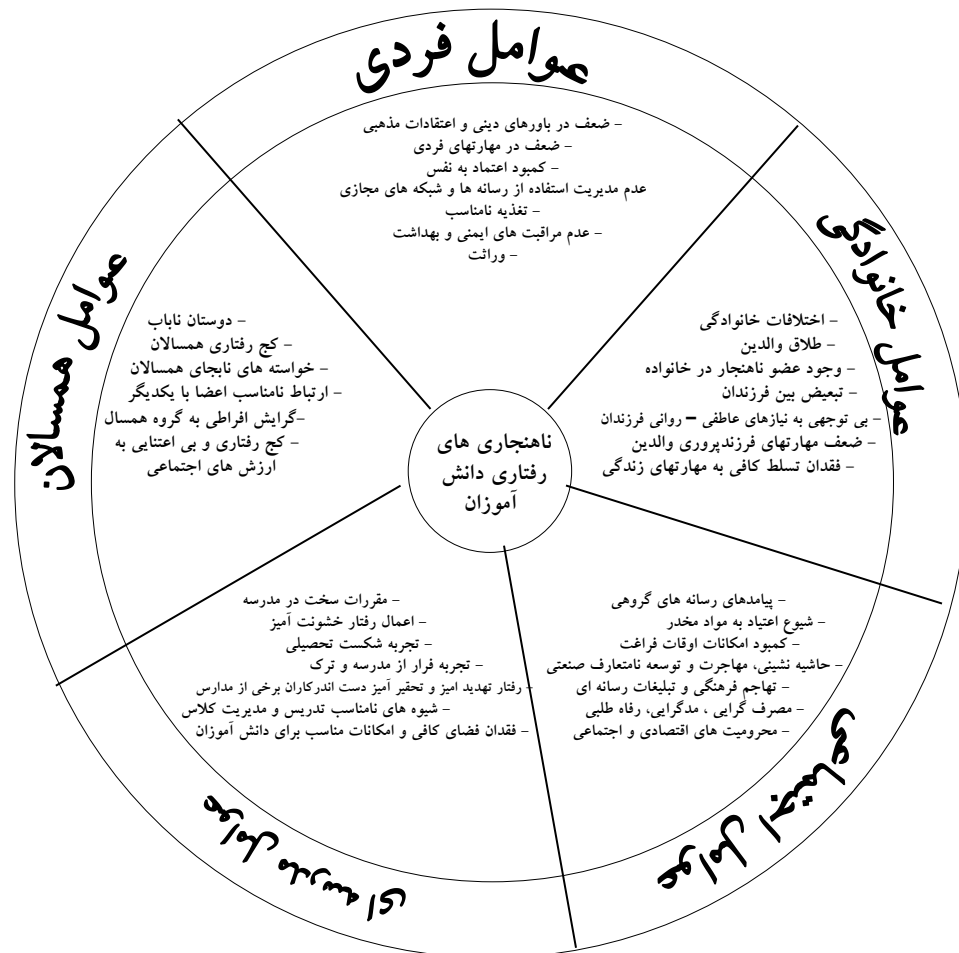 عوامل فردی
– ضعف در باورهای دینی و اعتقادات مذهبی
– ضعف در مهارتهای فردی
– کمبود اعتماد به نفس
عدم مدیریت استفاده از رسانه ها و شبکه های مجازی
– تغذیه نامناسب
– عدم مراقبت های ایمنی و بهداشت
– وراثت
عوامل خانوادگی
– اختلافات خانوادگی
– طلاق والدین
– وجود عضو ناهنجار در خانواده
– تبعیض بین فرزندان
– بی توجهی به نیازهای عاطفی – روانی فرزندان
– ضعف مهارتهای فرزندپروری والدین
– فقدان تسلط کافی به مهارتهای زندگی
عوامل همسالان
– دوستان ناباب
– کج رفتاری همسالان
– خواسته های نابجای همسالان
– ارتباط نامناسب اعضا با یکدیگر
–گرایش افراطی به گروه همسال
– کج رفتاری و بی اعتنایی به
ارزش های اجتماعی
ناهنجاری های
رفتاری دانش
آموزان
عوامل اجتماعی
– پیامدهای رسانه های گروهی
– شیوع اعتیاد به مواد مخدر
– کمبود امکانات اوقات فراغت
– حاشیه نشینی، مهاجرت و توسعه نامتعارف صنعتی
– تهاجم فرهنگی و تبلیغات رسانه ای
– مصرف گرایی ، مدگرایی، رفاه طلبی
– محرومیت های اقتصادی و اجتماعی
عوامل مدرسه ای
– مقررات سخت در مدرسه
– اعمال رفتار خشونت آمیز
– تجربه شکست تحصیلی
– تجربه فرار از مدرسه و ترک
– رفتار تهدید امیز و تحقیر آمیز دست اندرکاران برخی از مدارس
– شیوه های نامناسب تدریس و مدیریت کلاس
– فقدان فضای کافی و امکانات مناسب برای دانش آموزان